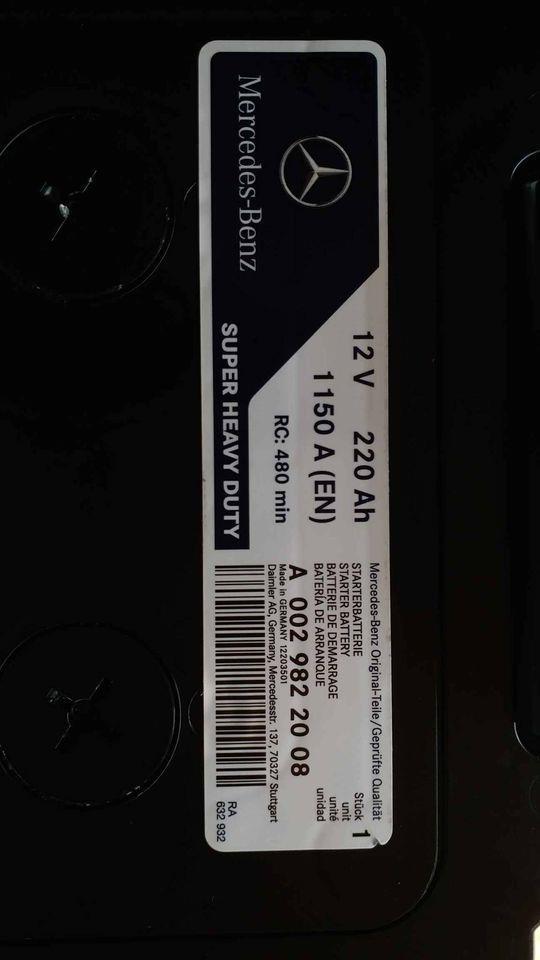 Mercedes-Benz
12 V 220 Ah
1150 A (EN)
RC: 480 min
SUPER HEAVY DUTY
Mercedes-Benz Original-Teile/Geprüfte Qualität
STARTERBATTERIE
STARTER BATTERY
BATTERIE DE DEMARRAGE
BATERÍA DE ARRANQUE
Stück 1
unit
unité
unidad
A 002 982 20 08
Made in GERMANY 12203501
Daimler AG, Germany, Mercedesstr. 137, 70327 Stuttgart
RA
632 932